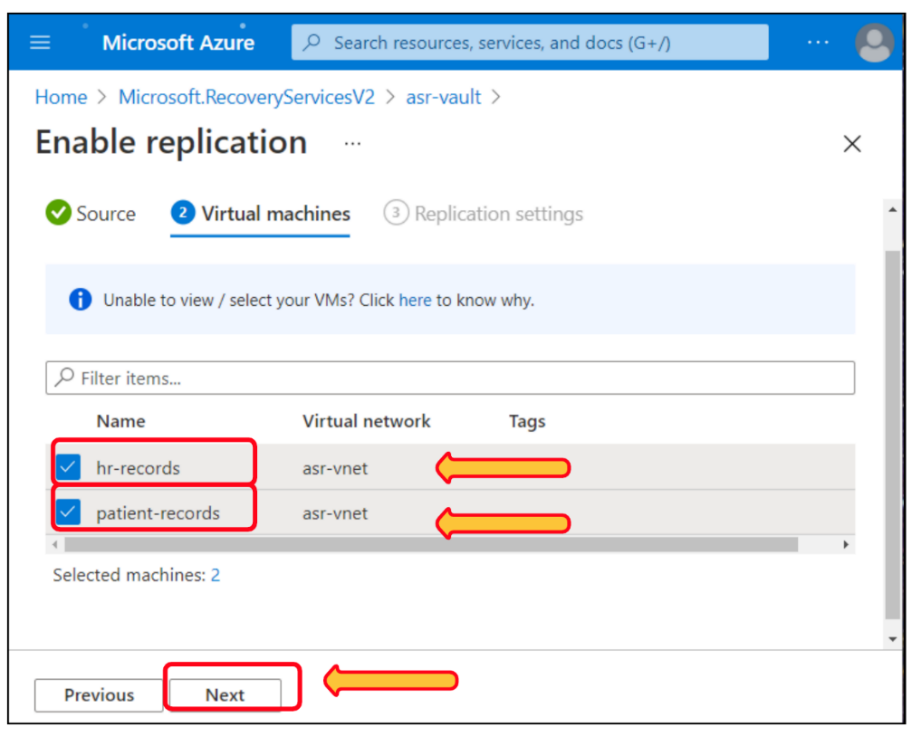 Microsoft Azure Search resources, services, and docs (G+/) ...
Home > Microsoft.RecoveryServicesV2 > asr-vault >
Enable replication ...
Source 2 Virtual machines 3 Replication settings
Unable to view / select your VMs? Click here to know why.
Filter items...
Name Virtual network Tags
hr-records asr-vnet
patient-records asr-vnet
Selected machines: 2
Previous Next